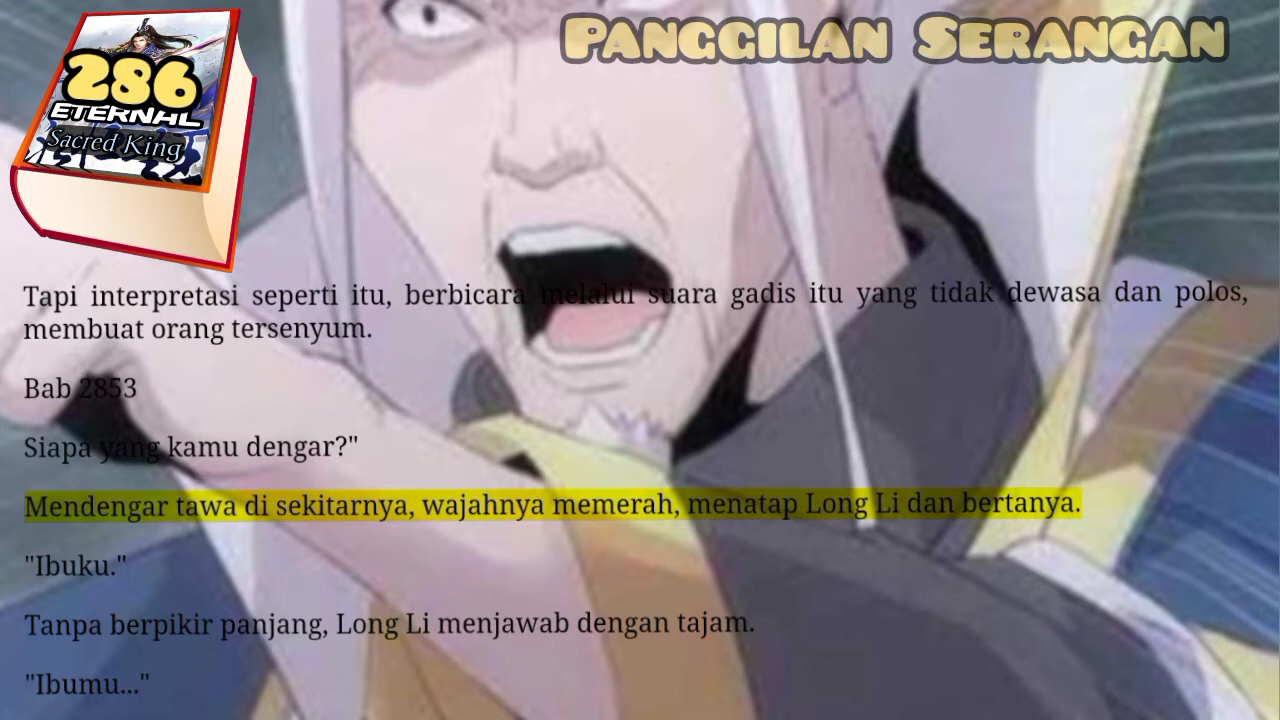 Panggilan Serangan
286
ETERNAL
Sacred King
Tapi interpretasi seperti itu, berbicara melalui suara gadis itu yang tidak dewasa dan polos,
membuat orang tersenyum.
Bab 2853
Siapa yang kamu dengar?"
Mendengar tawa di sekitarnya, wajahnya memerah, menatap Long Li dan bertanya.
"Ibuku."
Tanpa berpikir panjang, Long Li menjawab dengan tajam.
"Ibumu..."